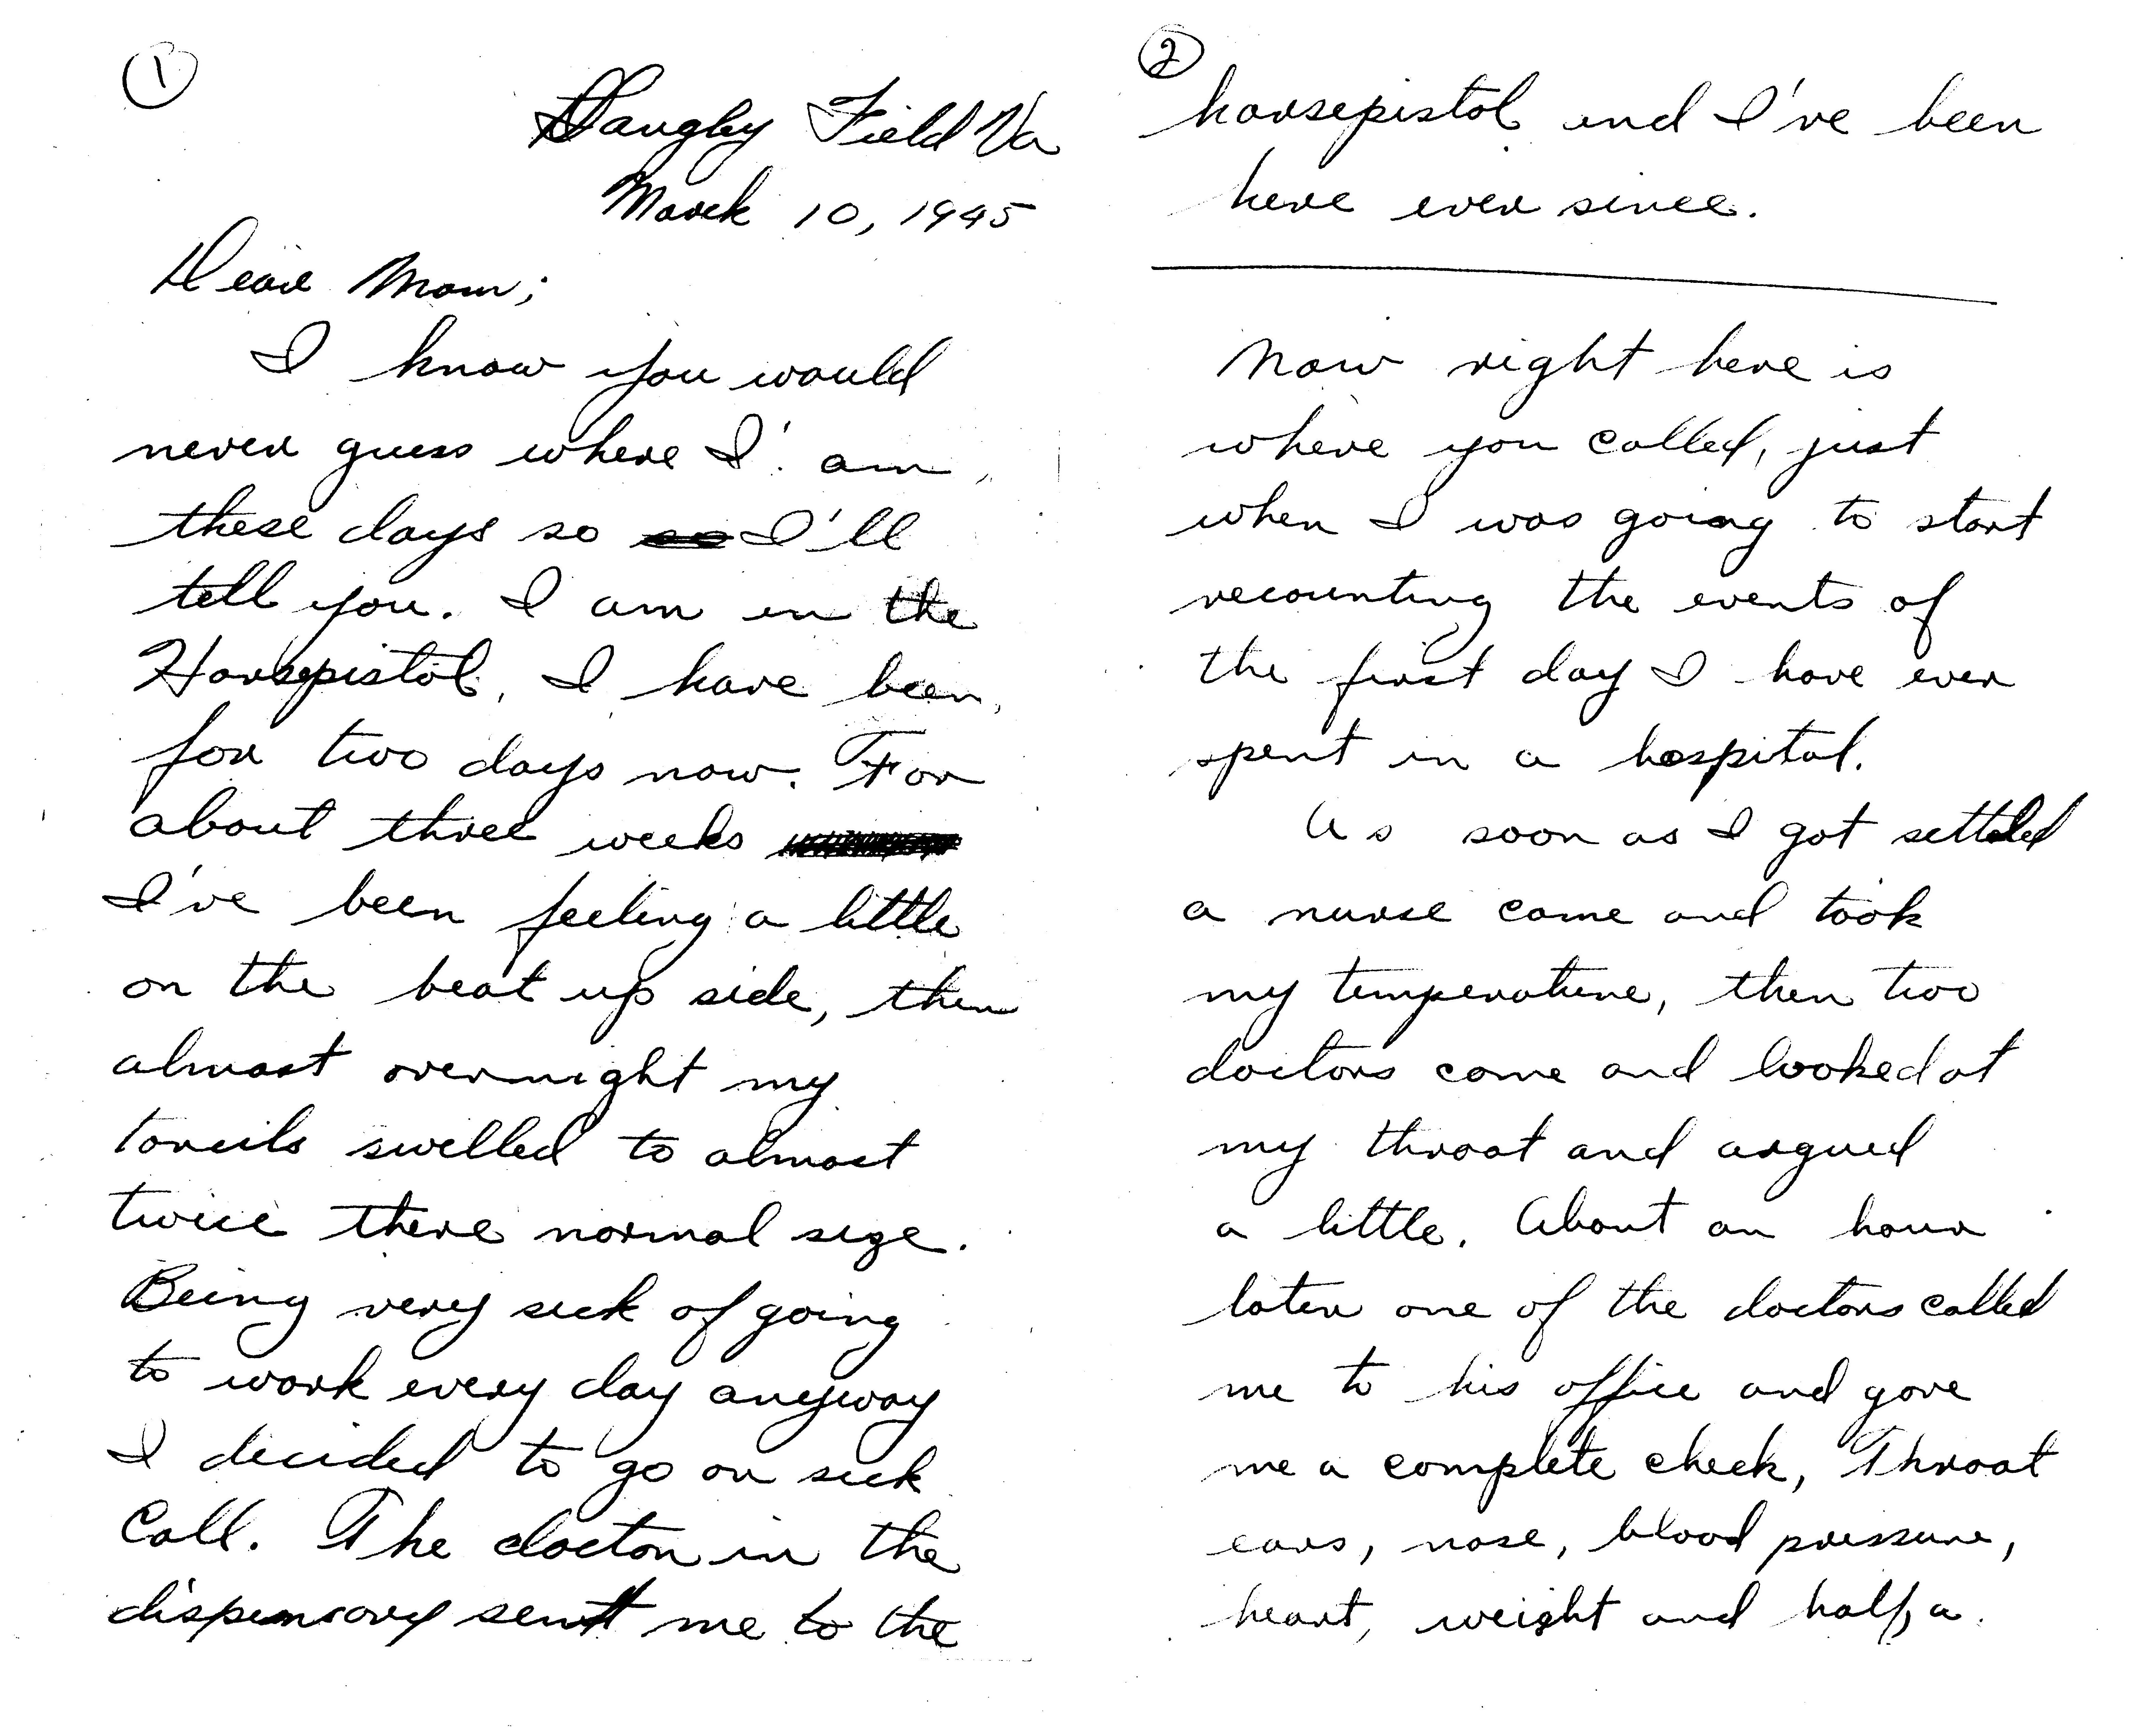 1
Langley Field Va
March 10, 1945
Dear Mom;
I know you would
never guess where I' am
these days so so I'll
tell you. I am in the
Horsepistol. I have been
for two days now. For
about three weeks
I've been feeling a little
on the beat up side, then
almost overnight my
tonsils swelled to almost
twice there normal size.
Being very sick of going
to work every day anyway
I decided to go on sick
Call. The doctor in the
dispensory sent me to the
2
horsepistol and I've been
here ever since.
Now right here is
where you called, just
when I was going to start
recounting the events of
the first day I have ever
spent in a hospital.
As soon as I got settled
a nurse came and took
my temperature, then two
doctors came and looked at
my throat and argued
a little. About an hour
later one of the doctors called
me to his office and gave
me a complete check, Throat
ears, nose, blood pressure,
heart, weight and half a